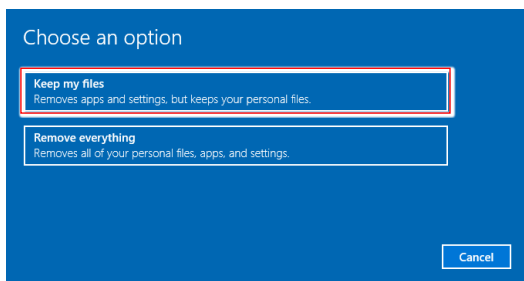 Choose an option
Keep my files
Removes apps and settings, but keeps your personal files.
Remove everything
Removes all of your personal files, apps, and settings.
Cancel